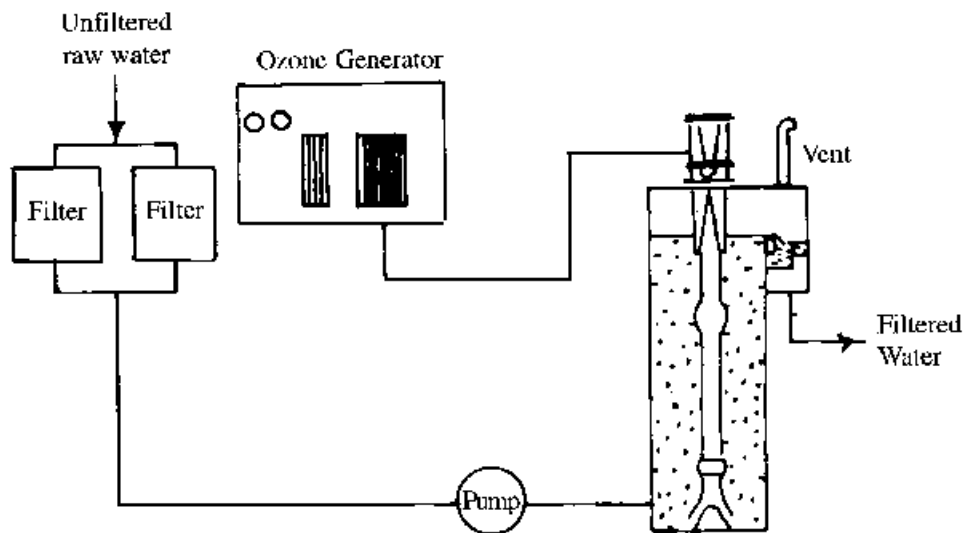 Unfiltered
raw water
Ozone Generator
Vent
Filter
Filter
Filtered
Water
Pump